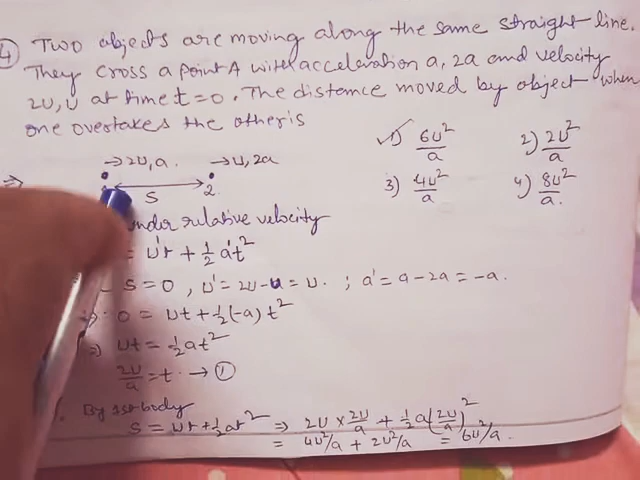 4) Two objects are moving along the same straight line.
They cross a point A with acceleration a, 2a and velocity
2u, u at time t = 0. The distance moved by object when
one overtakes the other is
1) 6u²/a 2) 2u²/a
3) 4u²/a 4) 8u²/a.
⇒ →2u, a. →u, 2a
S 2
under relative velocity
= u't + ½ a't²
S = 0, u' = 2u - u = u. ; a' = a - 2a = -a.
⇒ 0 = ut + ½(-a)t²
⇒ ut = ½at²
2u/a = t. → ①
By 1st body
S = ut + ½at² ⇒ 2u × 2u/a + ½a(2u/a)²
= 4u²/a + 2u²/a = 6u²/a.